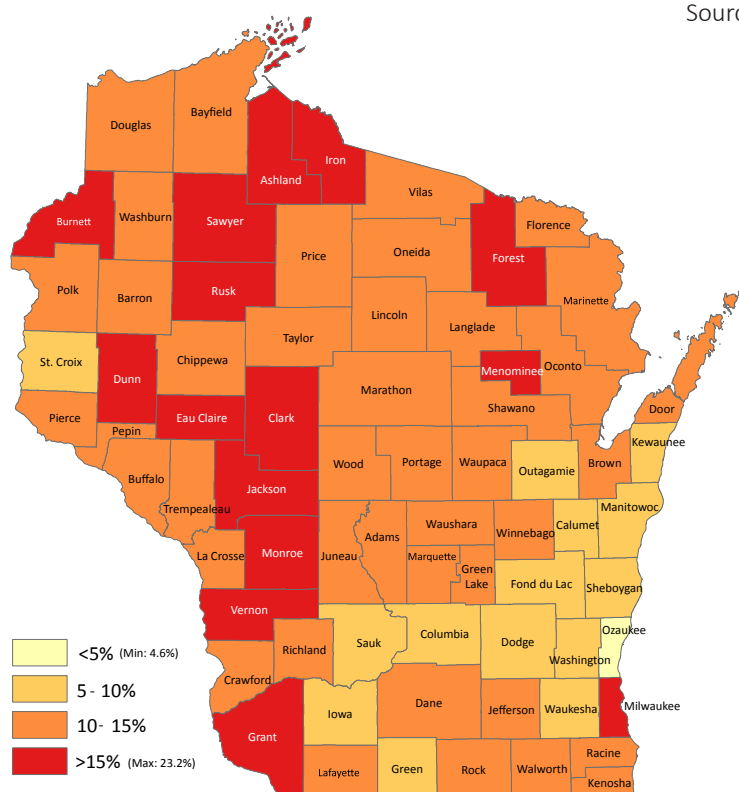 Sourc
Bayfield
Douglas
Iron
Ashland
Vilas
Washburn
Burnett
Sawyer
Florence
Oneida
Price
Forest
Polk
Rusk
Barron
Marinette
Lincoln
Langlade
Taylor
Chippewa
St. Croix
Oconto
Menominee
Dunn
Marathon
Shawano
Door
Pierce
Eau Claire
Clark
Pepin
Kewaunee
Wood
Portage
Waupaca
Brown
Outagamie
Buffalo
Jackson
Trempealeau
Manitowoc
Waushara
Calumet
Adams
Winnebago
La Crosse
Monroe
Juneau
Marquette
Green
Lake
Fond du Lac
Sheboygan
Vernon
Ozaukee
Columbia
Sauk
Dodge
Richland
Washington
<5% (Min: 4.6%)
Crawford
5 - 10%
Dane
Jefferson
Waukesha
Milwaukee
Iowa
10- 15%
Grant
Racine
>15% (Max: 23.2%)
Lafayette
Green
Rock
Walworth
Kenosha